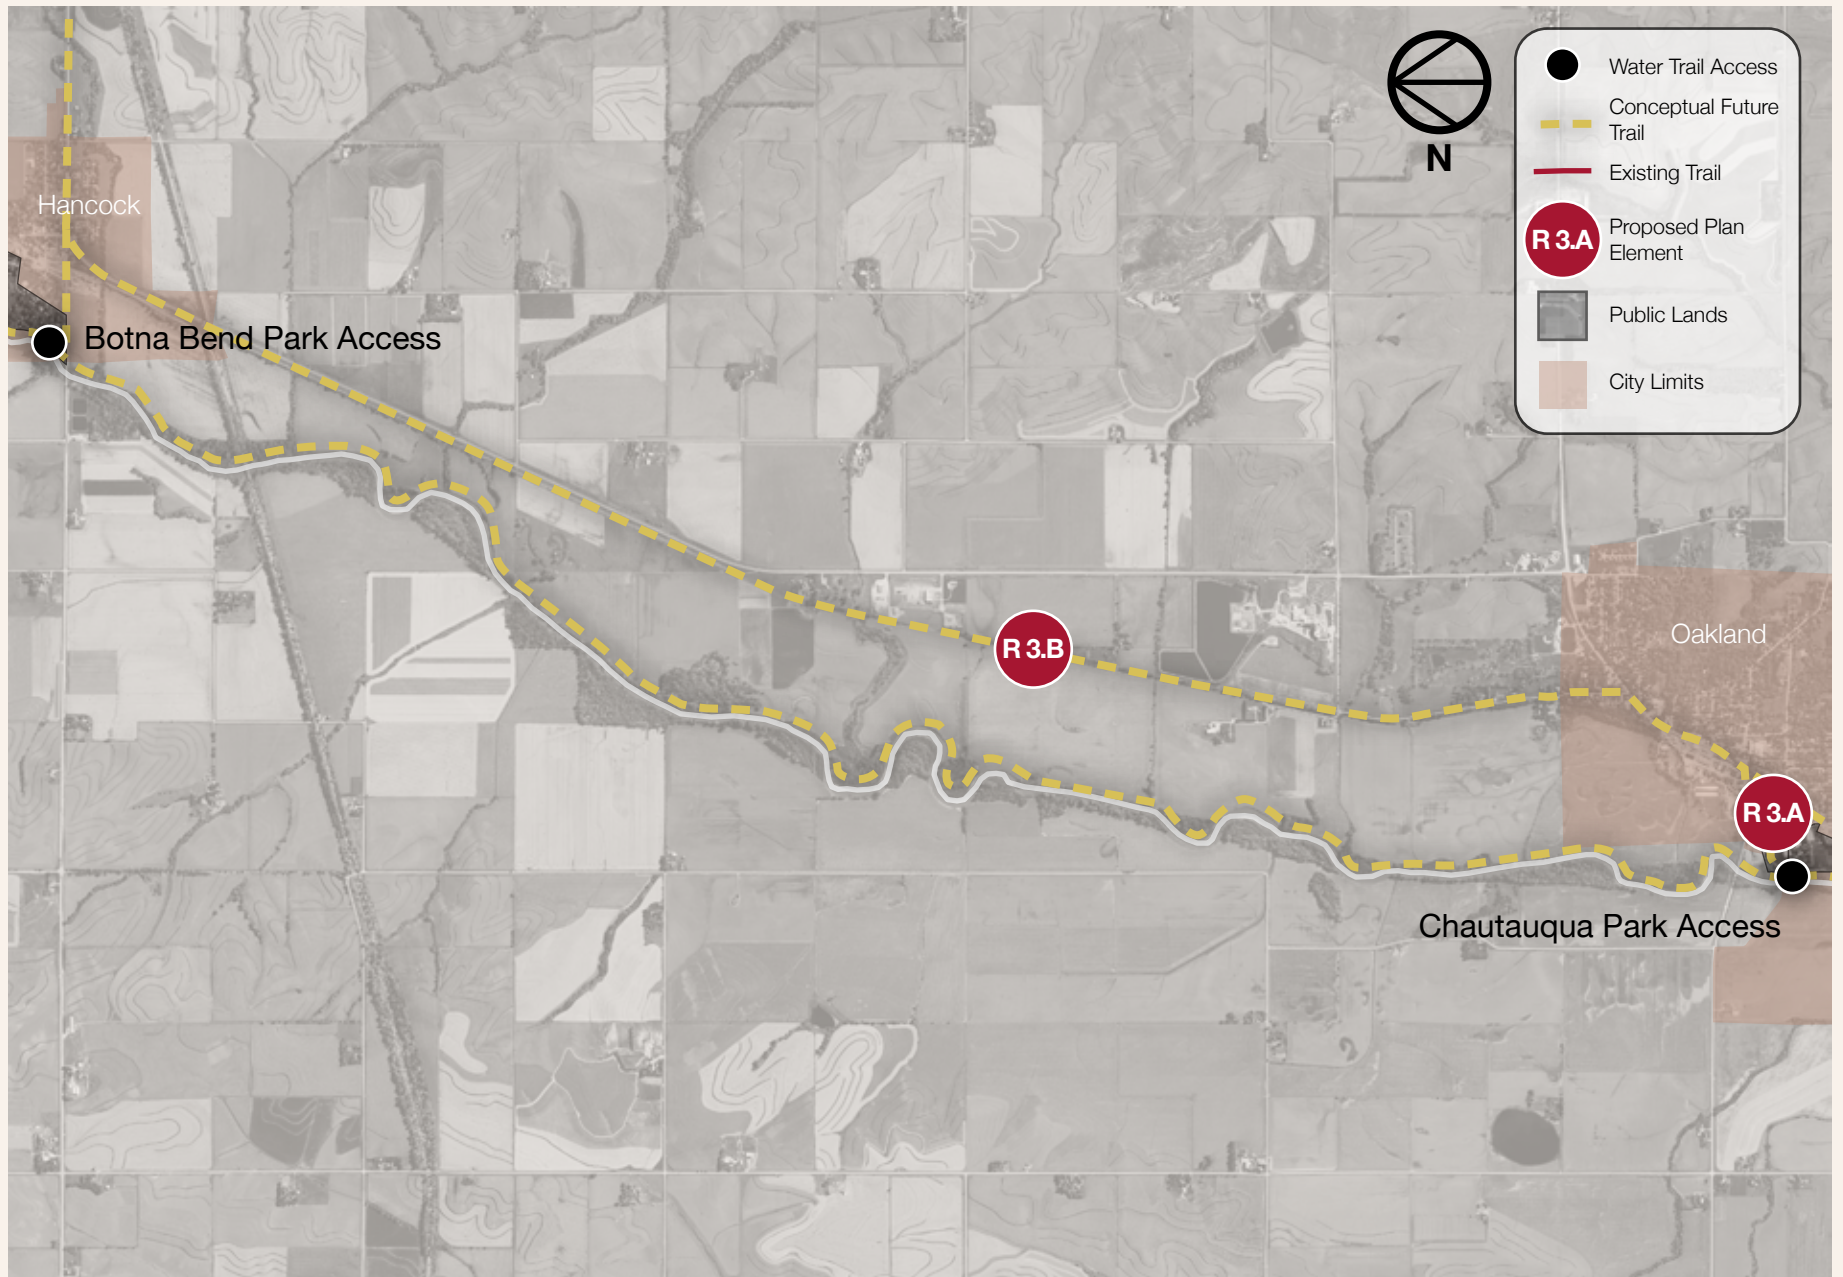 Water Trail Access
Conceptual Future
Trail
Existing Trail
R 3.A
Proposed Plan
Element
Public Lands
City Limits
N
Hancock
Botna Bend Park Access
R 3.B
Oakland
R 3.A
Chautauqua Park Access